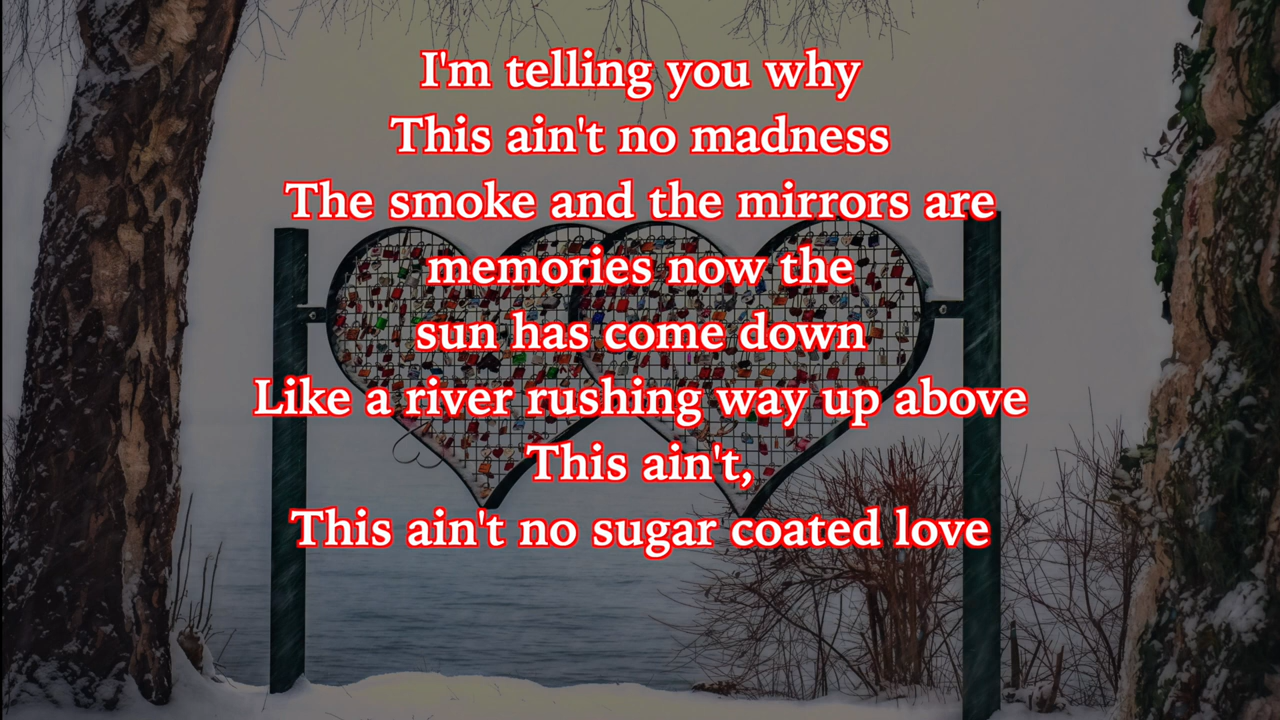 I'm telling you why
This ain't no madness
The smoke and the mirrors are
memories now the
sun has come down
Like a river rushing way up above
This ain't,
This ain't no sugar coated love